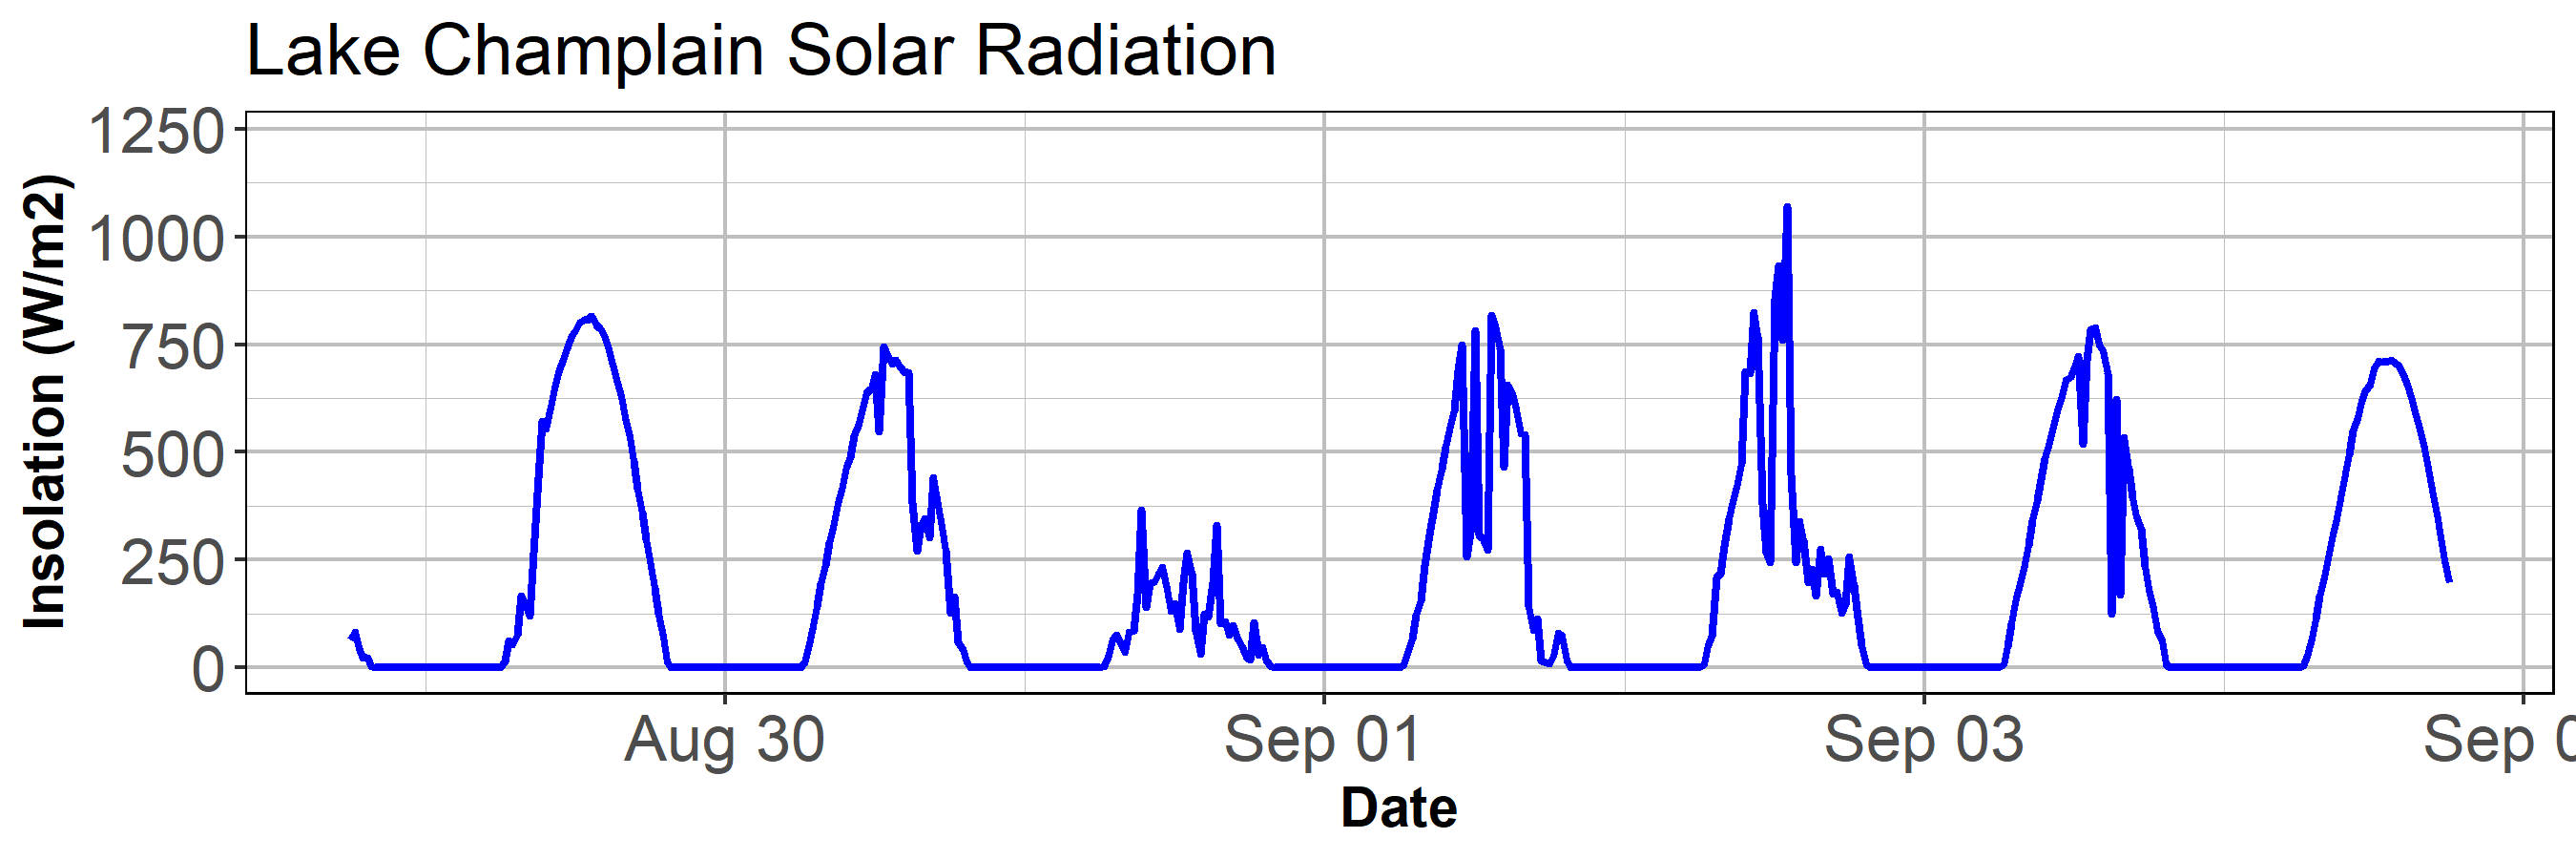 Lake Champlain Solar Radiation
1250
1000
750
500
250
0
Insolation (W/m2)
Aug 30
Sep 01
Sep 03
Sep
Date